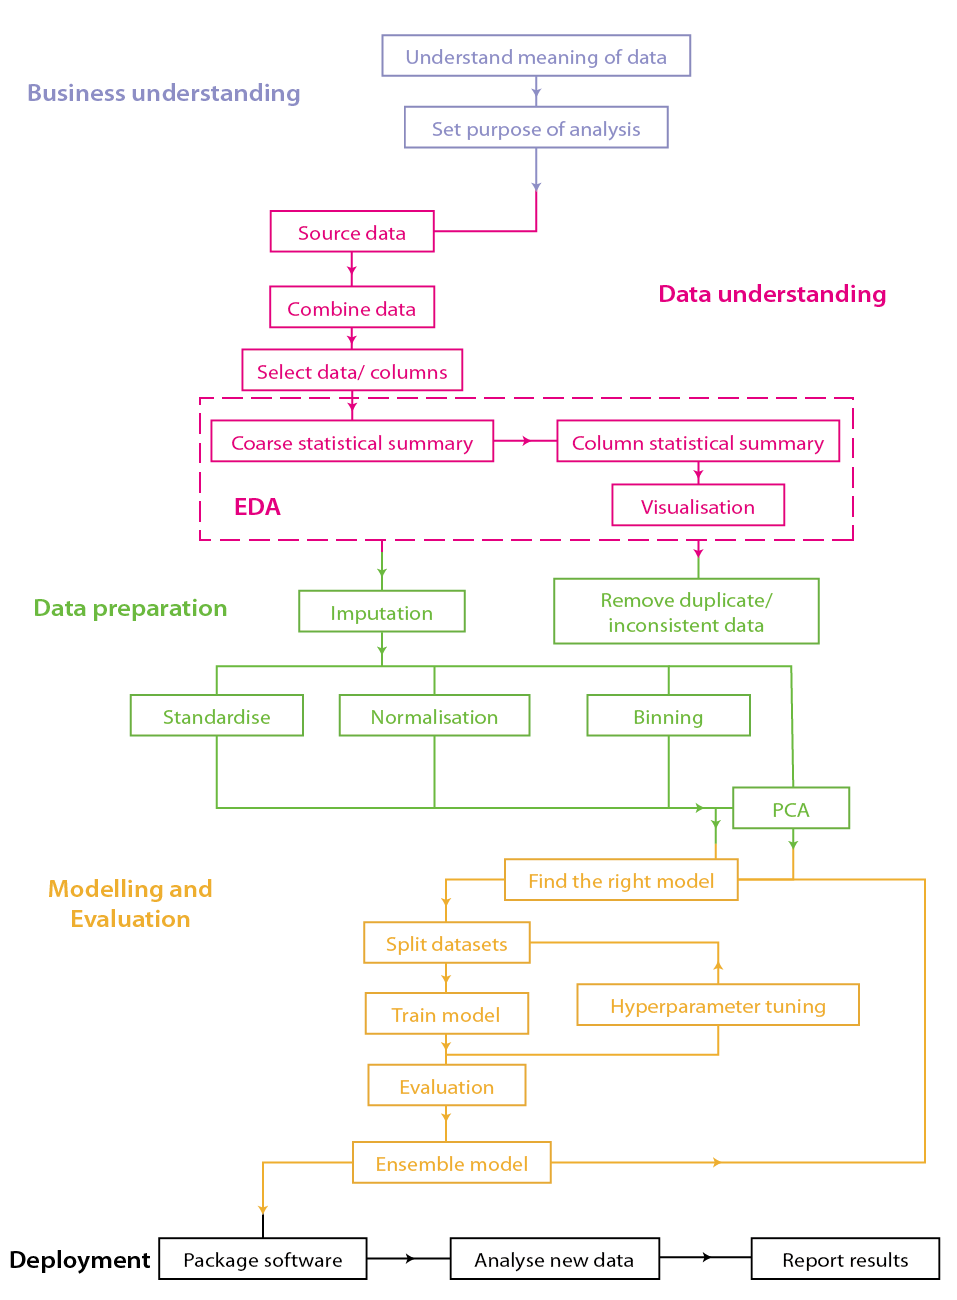 Understand meaning of data
Business understanding
Set purpose of analysis
Source data
Data understanding
Combine data
Select data/ columns
Coarse statistical summary
Column statistical summary
EDA
Visualisation
Data preparation
Imputation
Remove duplicate/
inconsistent data
Standardise
Normalisation
Binning
PCA
Modelling and
Evaluation
Find the right model
Split datasets
Train model
Hyperparameter tuning
Evaluation
Ensemble model
Deployment
Package software
Analyse new data
Report results